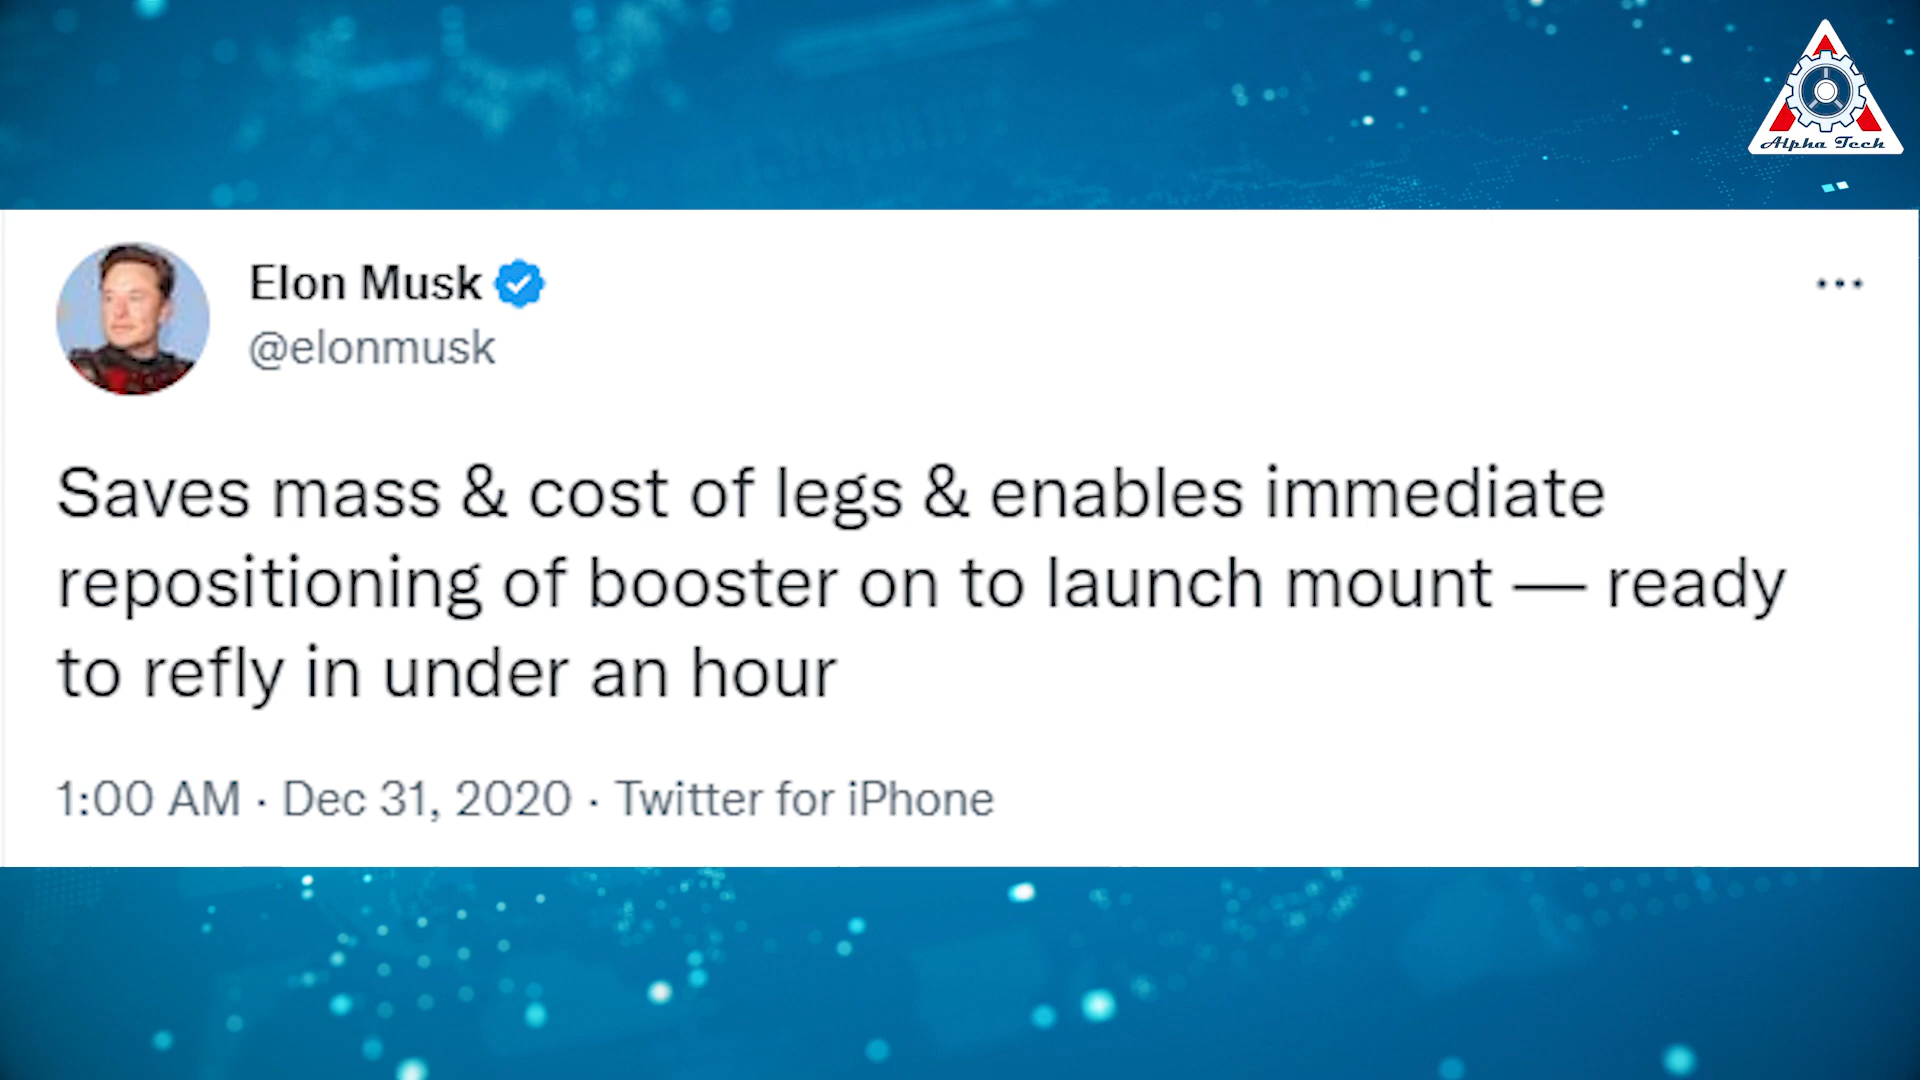 Alpha Tech
Elon Musk
@elonmusk
Saves mass & cost of legs & enables immediate
repositioning of booster on to launch mount — ready
to refly in under an hour
1:00 AM · Dec 31, 2020 · Twitter for iPhone